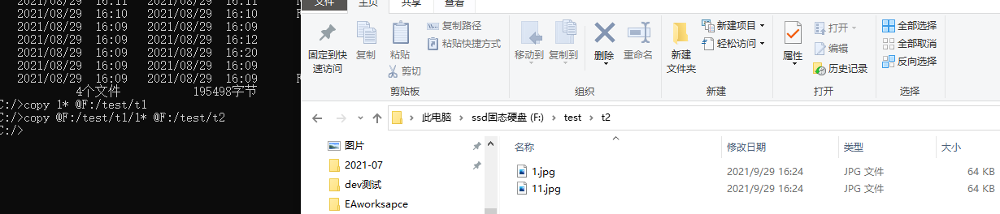 2021/08/29 16:11 2021/08/29 16:11
2021/08/29 16:10 2021/08/29 16:10 F
2021/08/29 16:09 2021/08/29 16:09
2021/08/29 16:09 2021/08/29 16:12
2021/08/29 16:09 2021/08/29 16:20
2021/08/29 16:09 2021/08/29 16:09
2021/08/29 16:09 2021/08/29 16:09 F
4个文件 195498字节
C:/>copy 1* @F:/test/t1
C:/>copy @F:/test/t1/1* @F:/test/t2
C:/>
文件 主页 共享 查看
固定到快速访问
复制
粘贴
复制路径
粘贴快捷方式
剪切
剪贴板
移动到
复制到
删除
重命名
组织
新建
文件夹
新建项目
轻松访问
新建
属性
打开
编辑
历史记录
打开
全部选择
全部取消
反向选择
选择
此电脑 › ssd固态硬盘 (F:) › test › t2
图片
2021-07
dev测试
EAworksapce
名称 修改日期 类型 大小
1.jpg 2021/9/29 16:24 JPG 文件 64 KB
11.jpg 2021/9/29 16:24 JPG 文件 64 KB